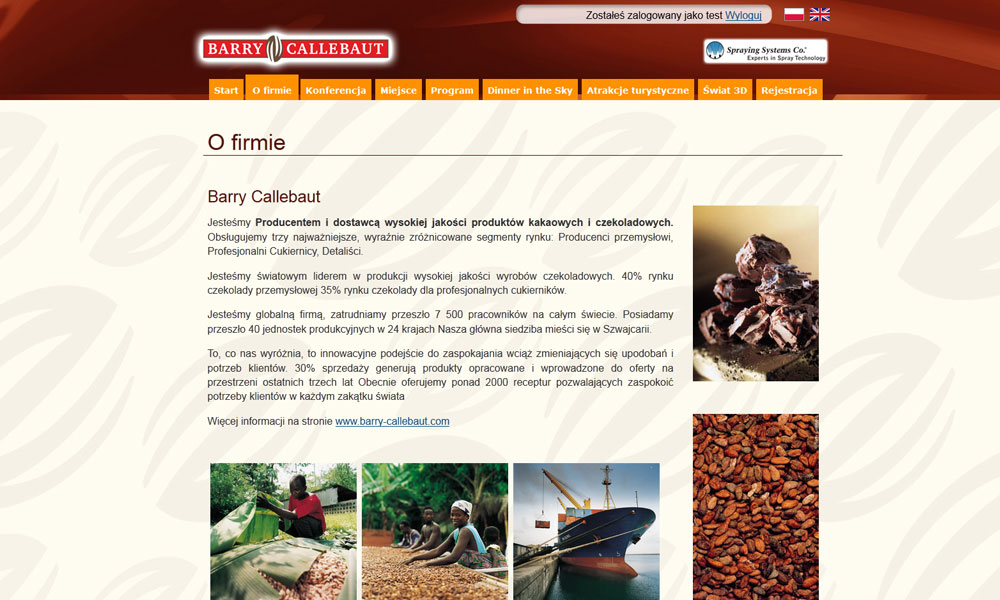 Zostałeś zalogowany jako test Wyloguj
BARRY CALLEBAUT
Spraying Systems Co.®
Experts in Spray Technology
Start O firmie Konferencja Miejsce Program Dinner in the Sky Atrakcje turystyczne Świat 3D Rejestracja
O firmie
Barry Callebaut
Jesteśmy Producentem i dostawcą wysokiej jakości produktów kakaowych i czekoladowych.
Obsługujemy trzy najważniejsze, wyraźnie zróżnicowane segmenty rynku: Producenci przemysłowi,
Profesjonalni Cukiernicy, Detaliści.
Jesteśmy światowym liderem w produkcji wysokiej jakości wyrobów czekoladowych. 40% rynku
czekolady przemysłowej 35% rynku czekolady dla profesjonalnych cukierników.
Jesteśmy globalną firmą, zatrudniamy przeszło 7 500 pracowników na całym świecie. Posiadamy
przeszło 40 jednostek produkcyjnych w 24 krajach Nasza główna siedziba mieści się w Szwajcarii.
To, co nas wyróżnia, to innowacyjne podejście do zaspokajania wciąż zmieniających się upodobań i
potrzeb klientów. 30% sprzedaży generują produkty opracowane i wprowadzone do oferty na
przestrzeni ostatnich trzech lat Obecnie oferujemy ponad 2000 receptur pozwalających zaspokoić
potrzeby klientów w każdym zakątku świata
Więcej informacji na stronie www.barry-callebaut.com